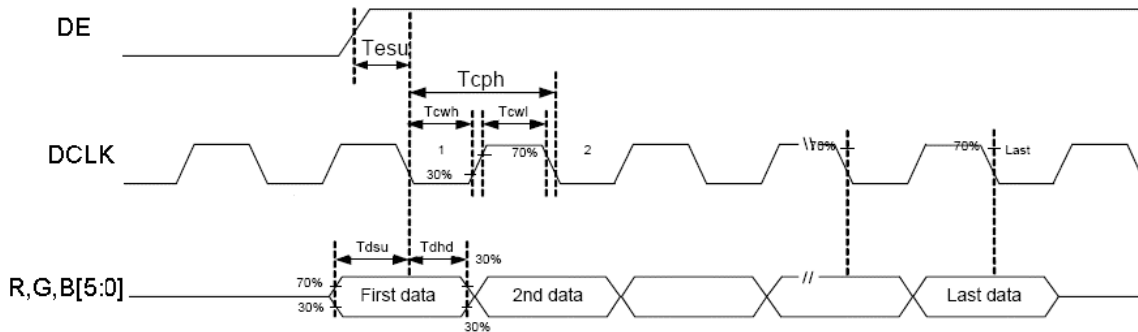 DE
Tesu
Tcph
Tcwh
Tcwl
DCLK
1
70%
2
70%
70%
Last
30%
Tdsu
Tdhd
30%
R,G,B[5:0]
70%
First data
2nd data
//
Last data
30%
30%